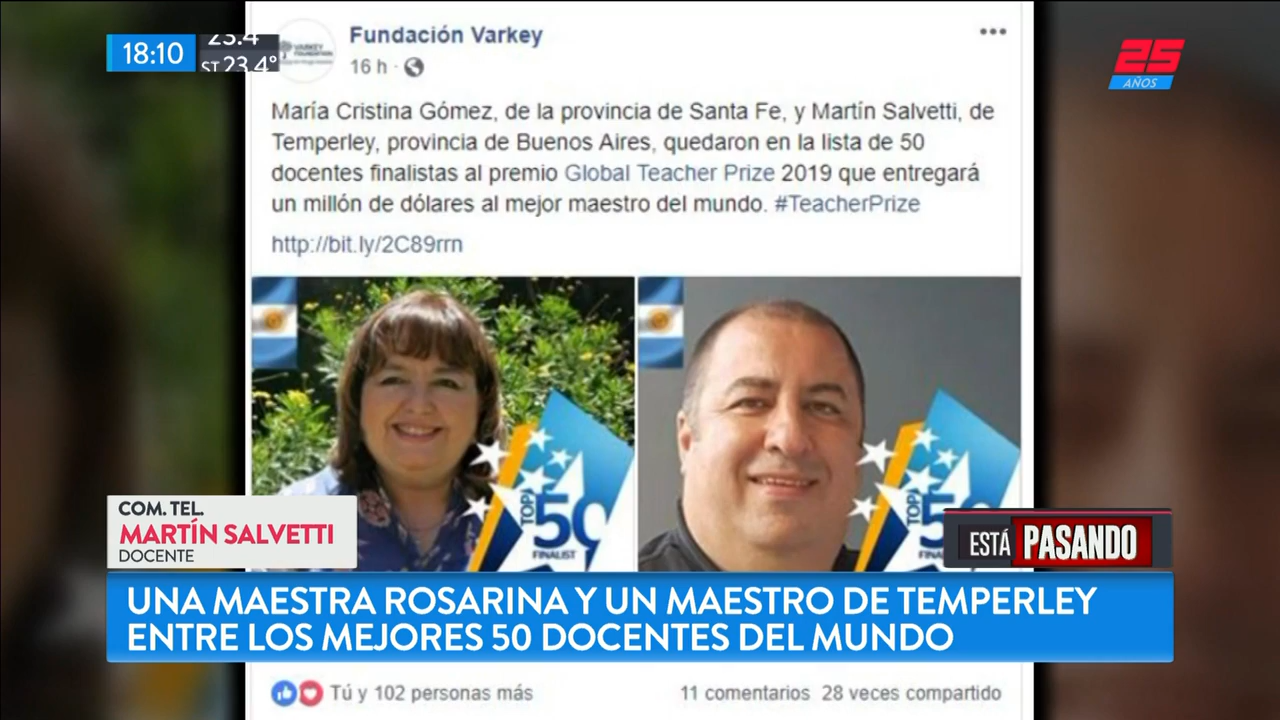 Fundación Varkey
16 h
18:10
23.4
ST 23.4°
VARKEY
25
AÑOS
María Cristina Gómez, de la provincia de Santa Fe, y Martín Salvetti, de
Temperley, provincia de Buenos Aires, quedaron en la lista de 50
docentes finalistas al premio Global Teacher Prize 2019 que entregará
un millón de dólares al mejor maestro del mundo. #TeacherPrize
http://bit.ly/2C89rrn
TOP 50
FINALIST
TOP 50
FINALIST
COM. TEL.
MARTÍN SALVETTI
DOCENTE
ESTÁ PASANDO
UNA MAESTRA ROSARINA Y UN MAESTRO DE TEMPERLEY
ENTRE LOS MEJORES 50 DOCENTES DEL MUNDO
Tú y 102 personas más
11 comentarios 28 veces compartido